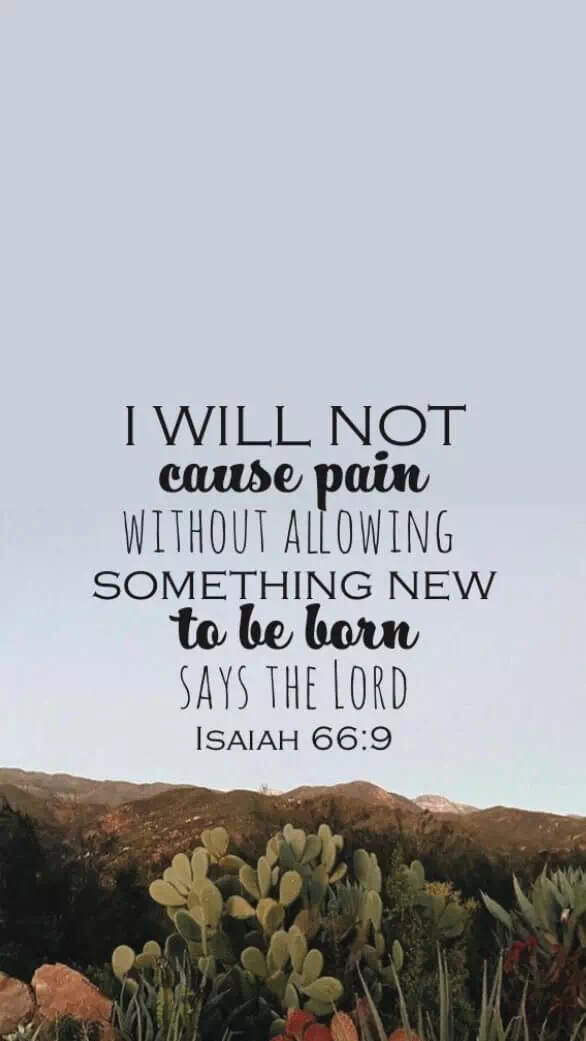 I WILL NOT
cause pain
WITHOUT ALLOWING
SOMETHING NEW
to be born
SAYS THE LORD
ISAIAH 66:9